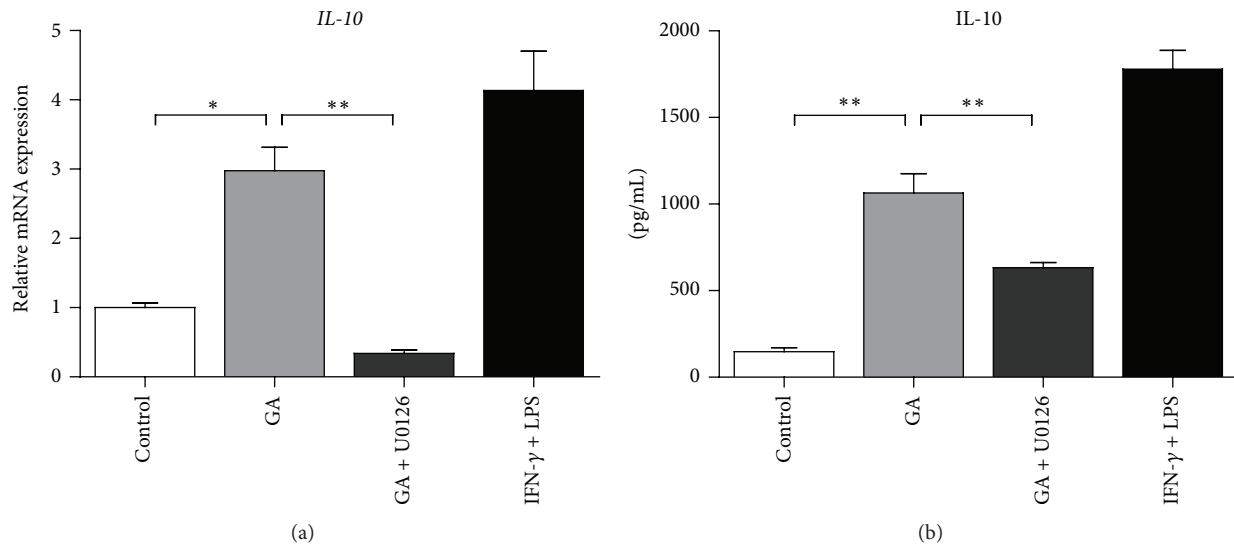 IL-10
5
4
3
2
1
0
Relative mRNA expression
*
**
Control
GA
GA + U0126
IFN-γ + LPS
(a)
IL-10
2000
1500
1000
500
0
(pg/mL)
**
**
Control
GA
GA + U0126
IFN-γ + LPS
(b)